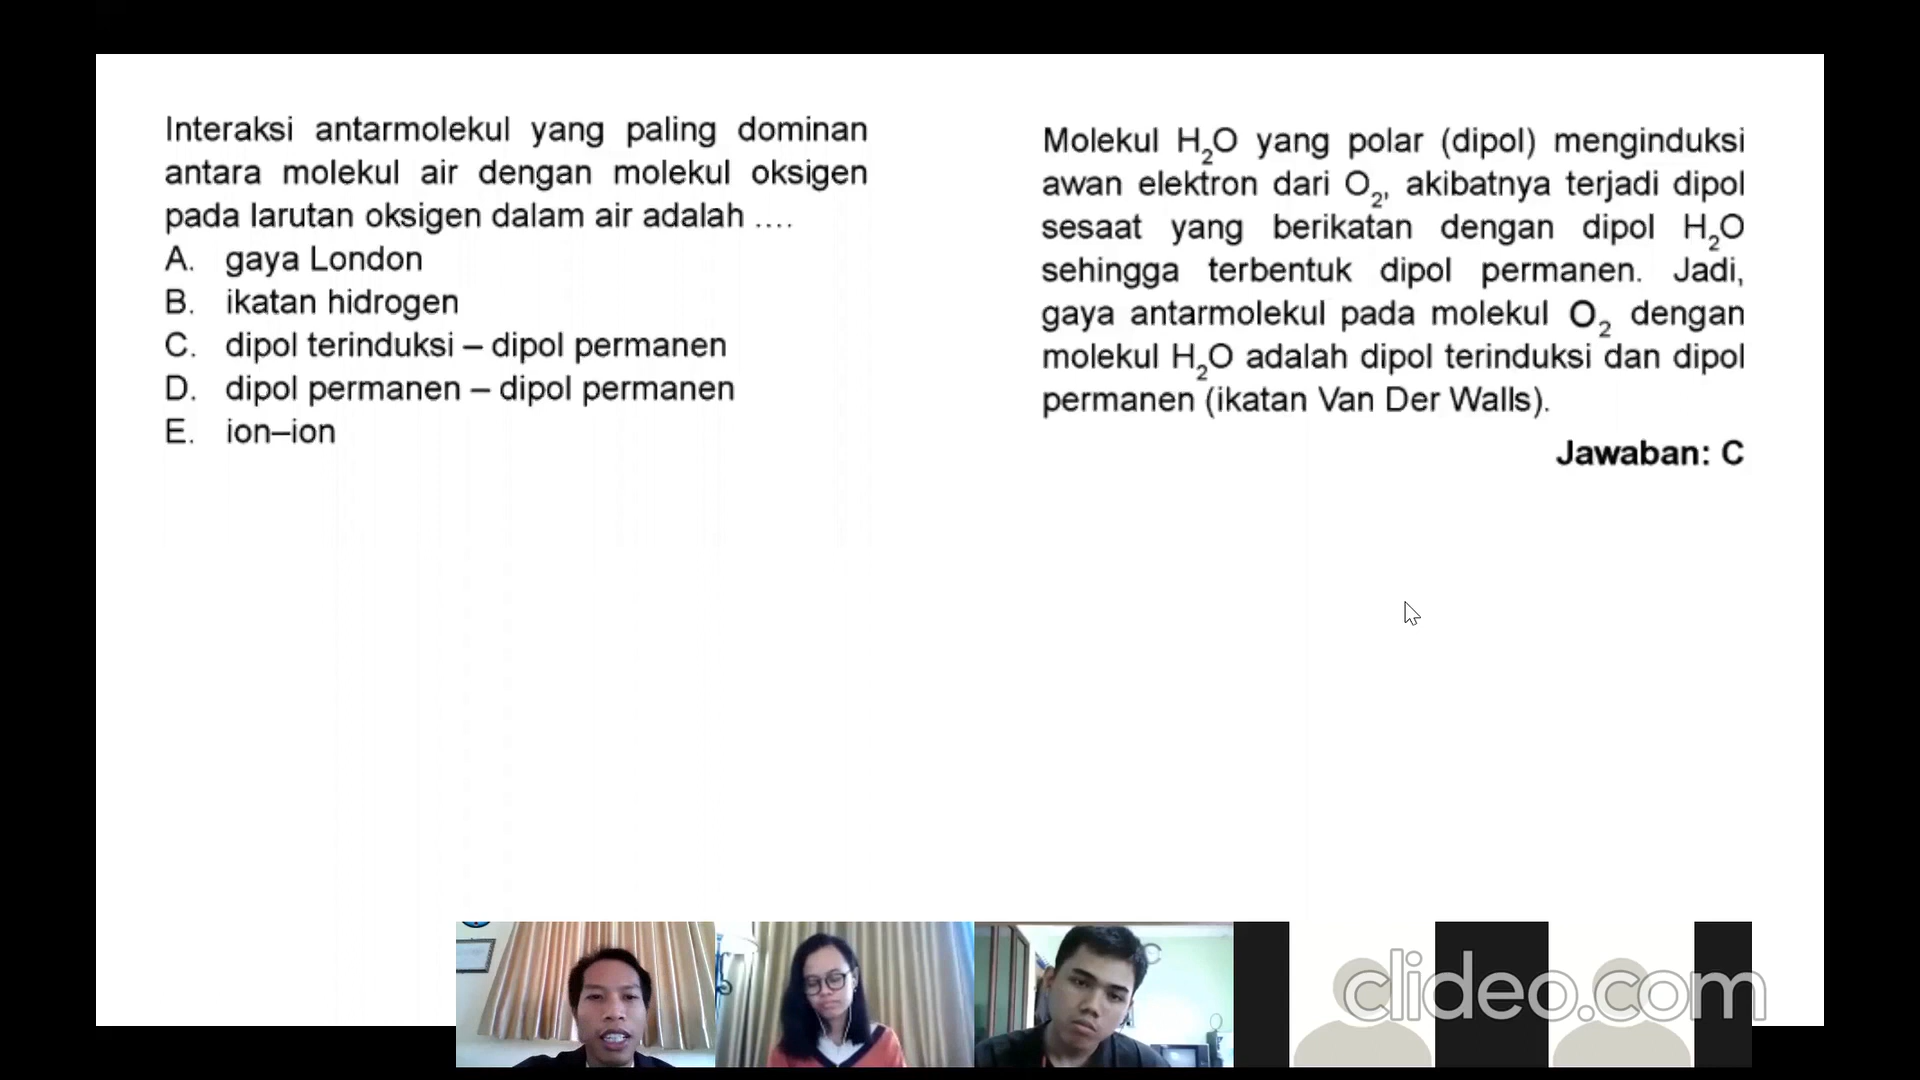 Interaksi antarmolekul yang paling dominan
antara molekul air dengan molekul oksigen
pada larutan oksigen dalam air adalah ....
A. gaya London
B. ikatan hidrogen
C. dipol terinduksi – dipol permanen
D. dipol permanen – dipol permanen
E. ion–ion
Molekul H₂O yang polar (dipol) menginduksi
awan elektron dari O₂, akibatnya terjadi dipol
sesaat yang berikatan dengan dipol H₂O
sehingga terbentuk dipol permanen. Jadi,
gaya antarmolekul pada molekul O₂ dengan
molekul H₂O adalah dipol terinduksi dan dipol
permanen (ikatan Van Der Walls).
Jawaban: C
clideo.com